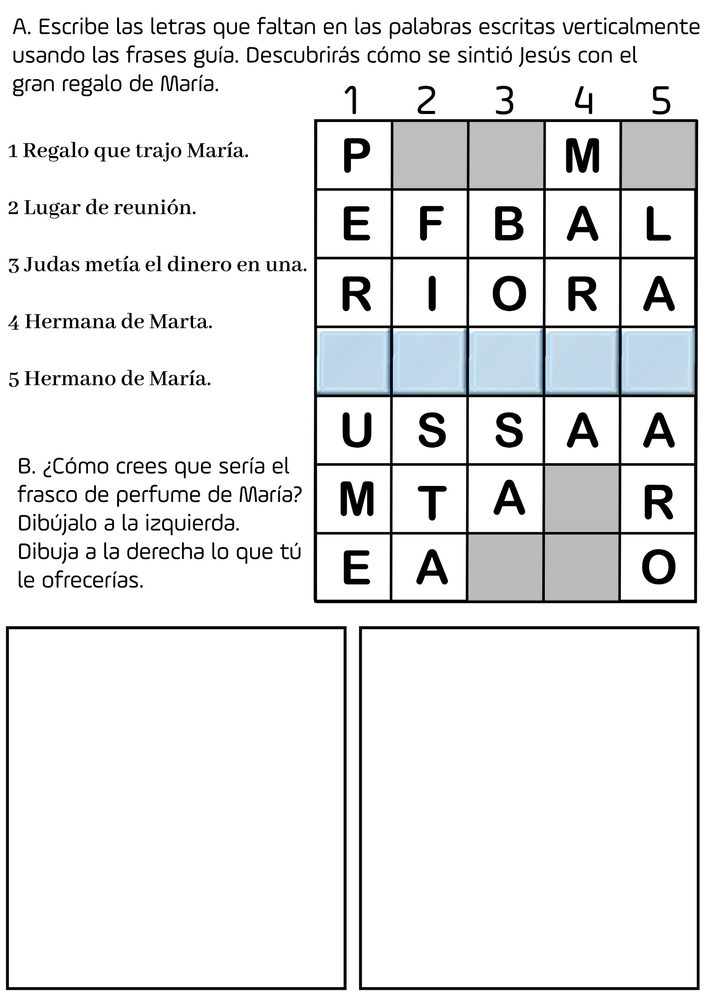 A. Escribe las letras que faltan en las palabras escritas verticalmente
usando las frases guía. Descubrirás cómo se sintió Jesús con el
gran regalo de María.
1 2 3 4 5
1 Regalo que trajo María.
2 Lugar de reunión.
3 Judas metía el dinero en una.
4 Hermana de Marta.
5 Hermano de María.
P M
E F B A L
R I O R A
U S S A A
M T A R
E A O
B. ¿Cómo crees que sería el
frasco de perfume de María?
Dibújalo a la izquierda.
Dibuja a la derecha lo que tú
le ofrecerías.